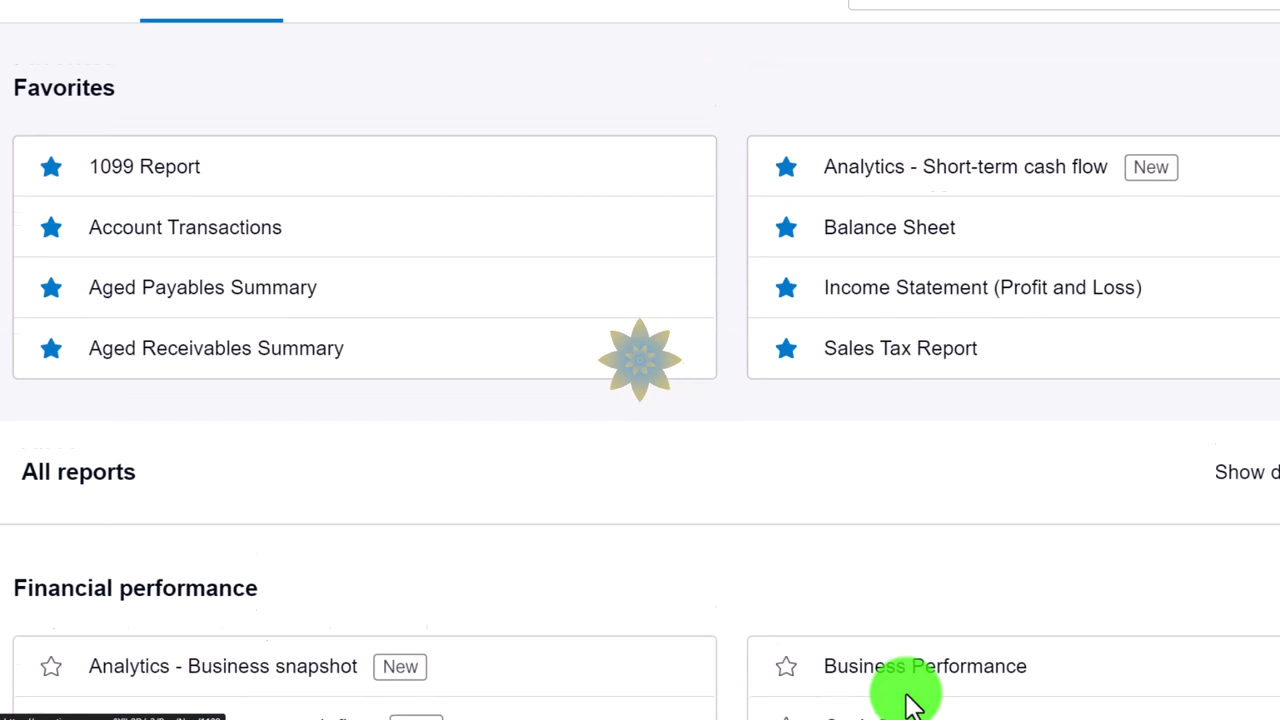 Favorites
1099 Report
Account Transactions
Aged Payables Summary
Aged Receivables Summary
Analytics - Short-term cash flow New
Balance Sheet
Income Statement (Profit and Loss)
Sales Tax Report
All reports
Show
Financial performance
Analytics - Business snapshot New
Business Performance